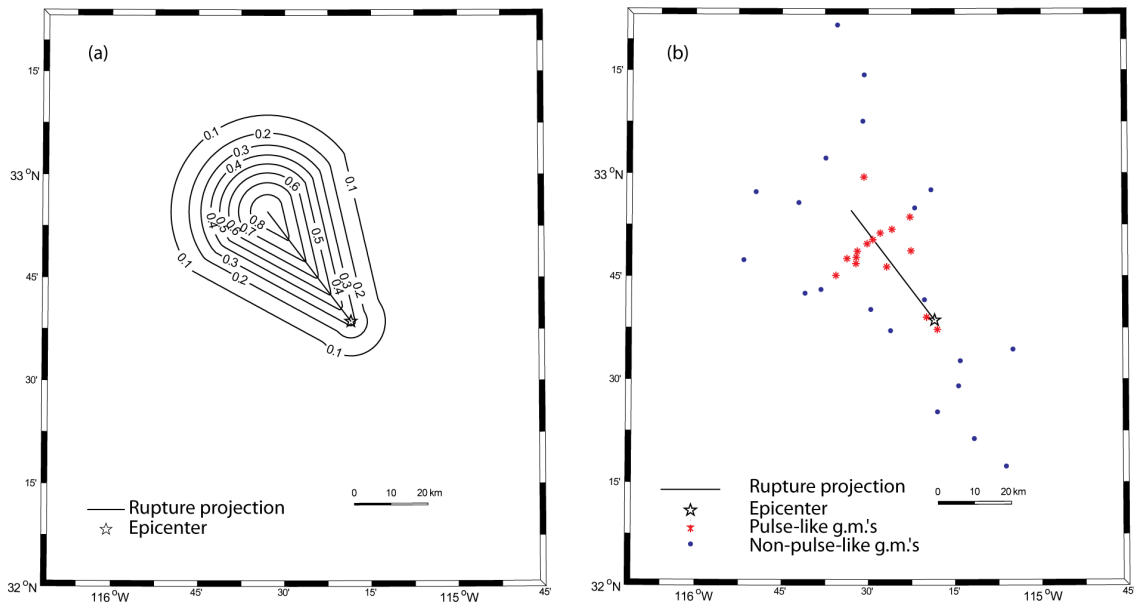 (a)
15'
33 °N
45'
30'
15'
32 °N
116 °W
30'
115 °W
45'
45'
0.1
0.2
0.3
0.4
0.6
0.1
0.5
0.8
0.7
0.6
0.5
0.4
0.3
0.2
0.1
0.2
0.3
0.4
0.1
Rupture projection
Epicenter
0 10 20 km
(b)
15'
33 °N
45'
30'
15'
32 °N
116 °W
30'
115 °W
45'
45'
Rupture projection
Epicenter
Pulse-like g.m.'s
Non-pulse-like g.m.'s
0 10 20 km